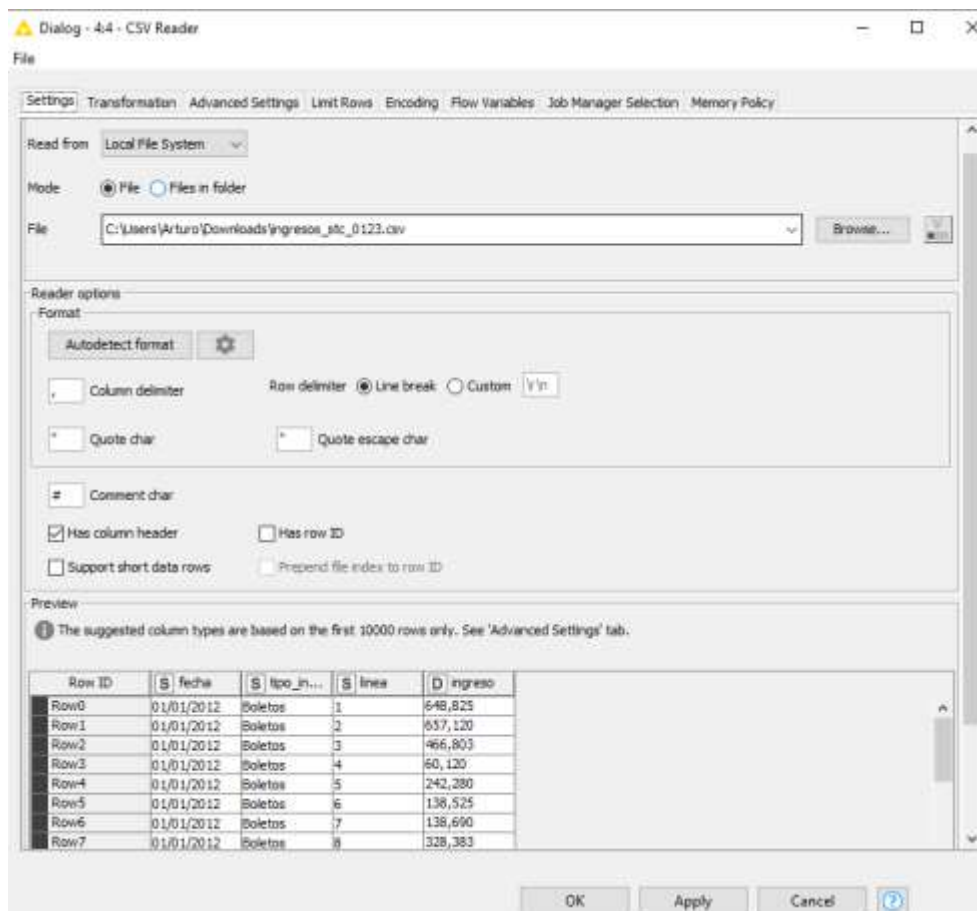 Dialog - 4:4 - CSV Reader
File
Settings Transformation Advanced Settings Limit Rows Encoding Flow Variables Job Manager Selection Memory Policy
Read from Local File System
Mode File Files in folder
File C:\Users\Arturo\Downloads\ingresos_stc_0123.csv Browse...
Reader options
Format
Autodetect format
, Column delimiter Row delimiter Line break Custom \r\n
" Quote char " Quote escape char
# Comment char
Has column header Has row ID
Support short data rows Prepend file index to row ID
Preview
The suggested column types are based on the first 10000 rows only. See 'Advanced Settings' tab.
Row ID S fecha S tipo_in... S linea D ingreso
Row0 01/01/2012 Boletos 1 648,825
Row1 01/01/2012 Boletos 2 657,120
Row2 01/01/2012 Boletos 3 466,803
Row3 01/01/2012 Boletos 4 60,120
Row4 01/01/2012 Boletos 5 242,280
Row5 01/01/2012 Boletos 6 138,525
Row6 01/01/2012 Boletos 7 138,690
Row7 01/01/2012 Boletos 8 328,383
OK Apply Cancel ?